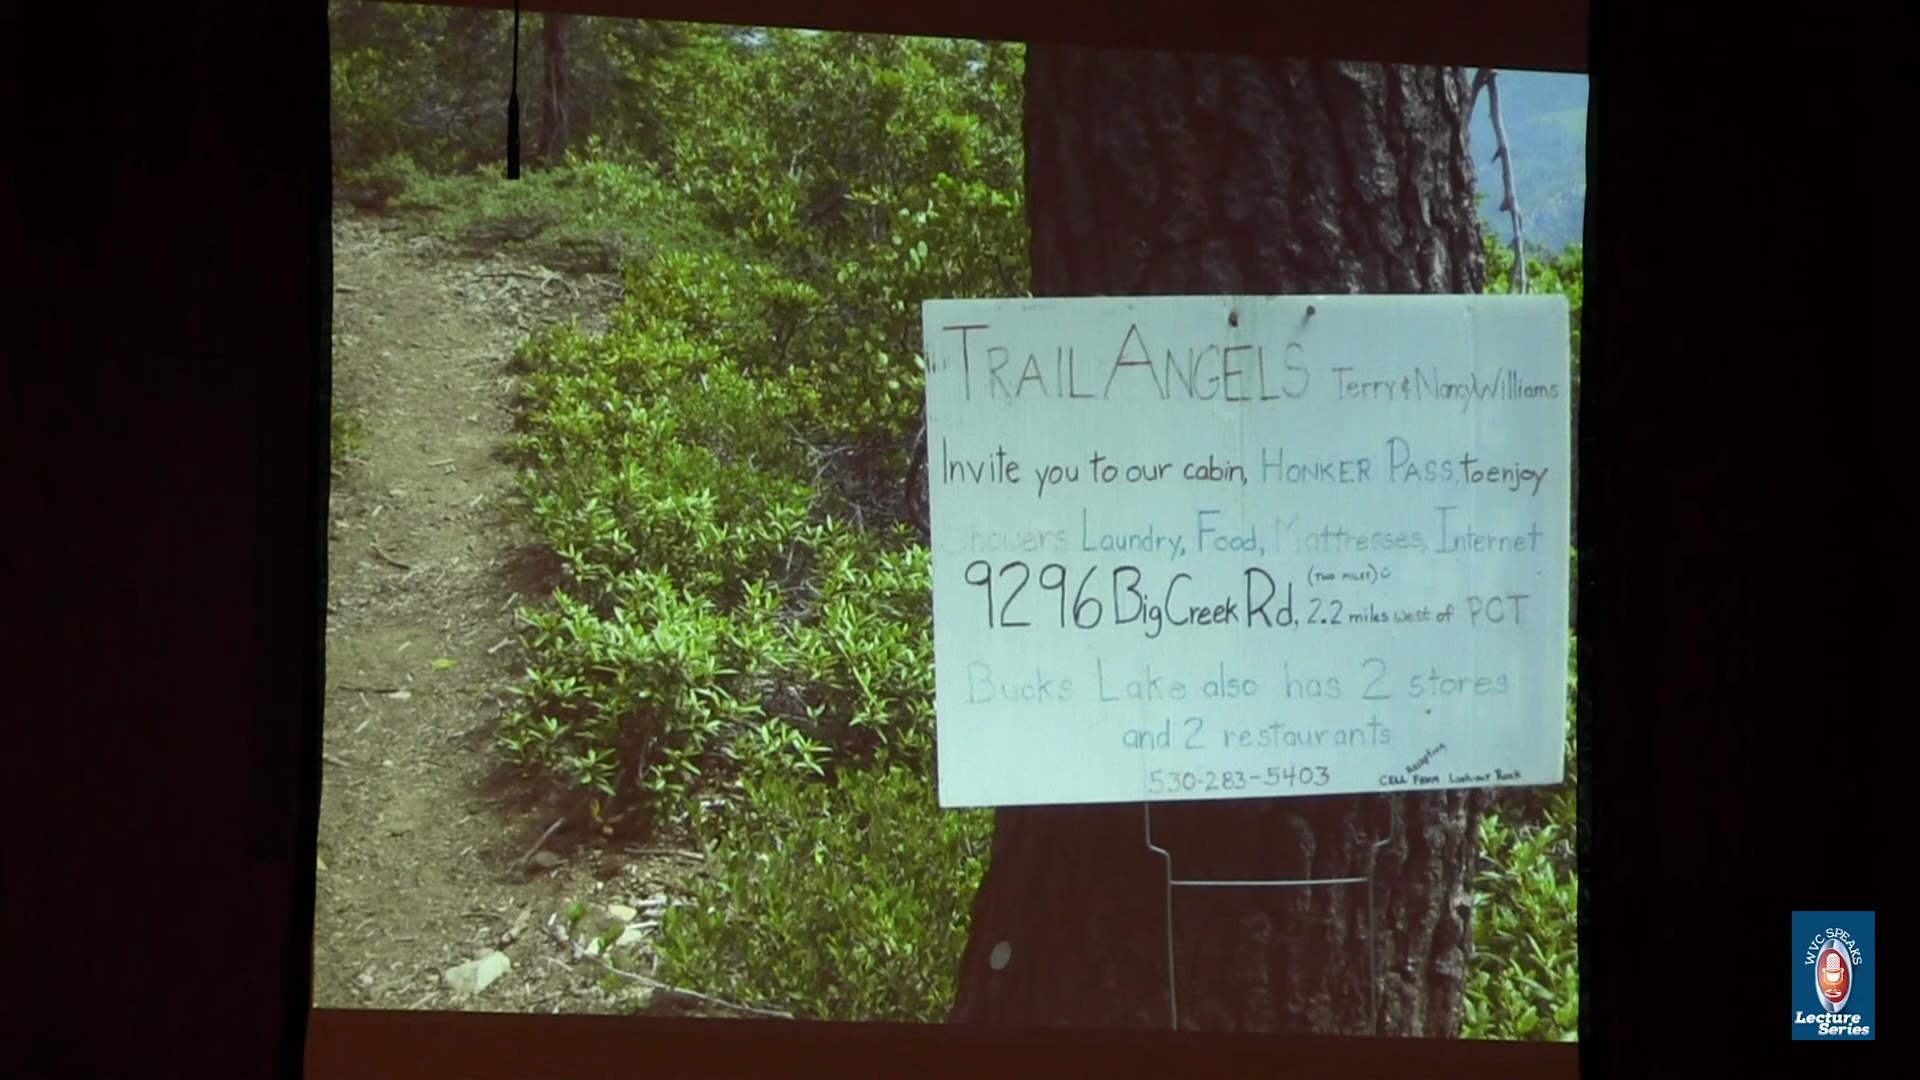 TRAIL ANGELS Terry & Nancy Williams
Invite you to our cabin, HONKER PASS, to enjoy
Showers Laundry, Food, Mattresses, Internet
(TWO MILES)
9296 Big Creek Rd, 2.2 miles west of PCT
Bucks Lake also has 2 stores
and 2 restaurants
530-283-5403
CELL Reception FROM Lookout Rock
WVC SPEAKS
Lecture
Series